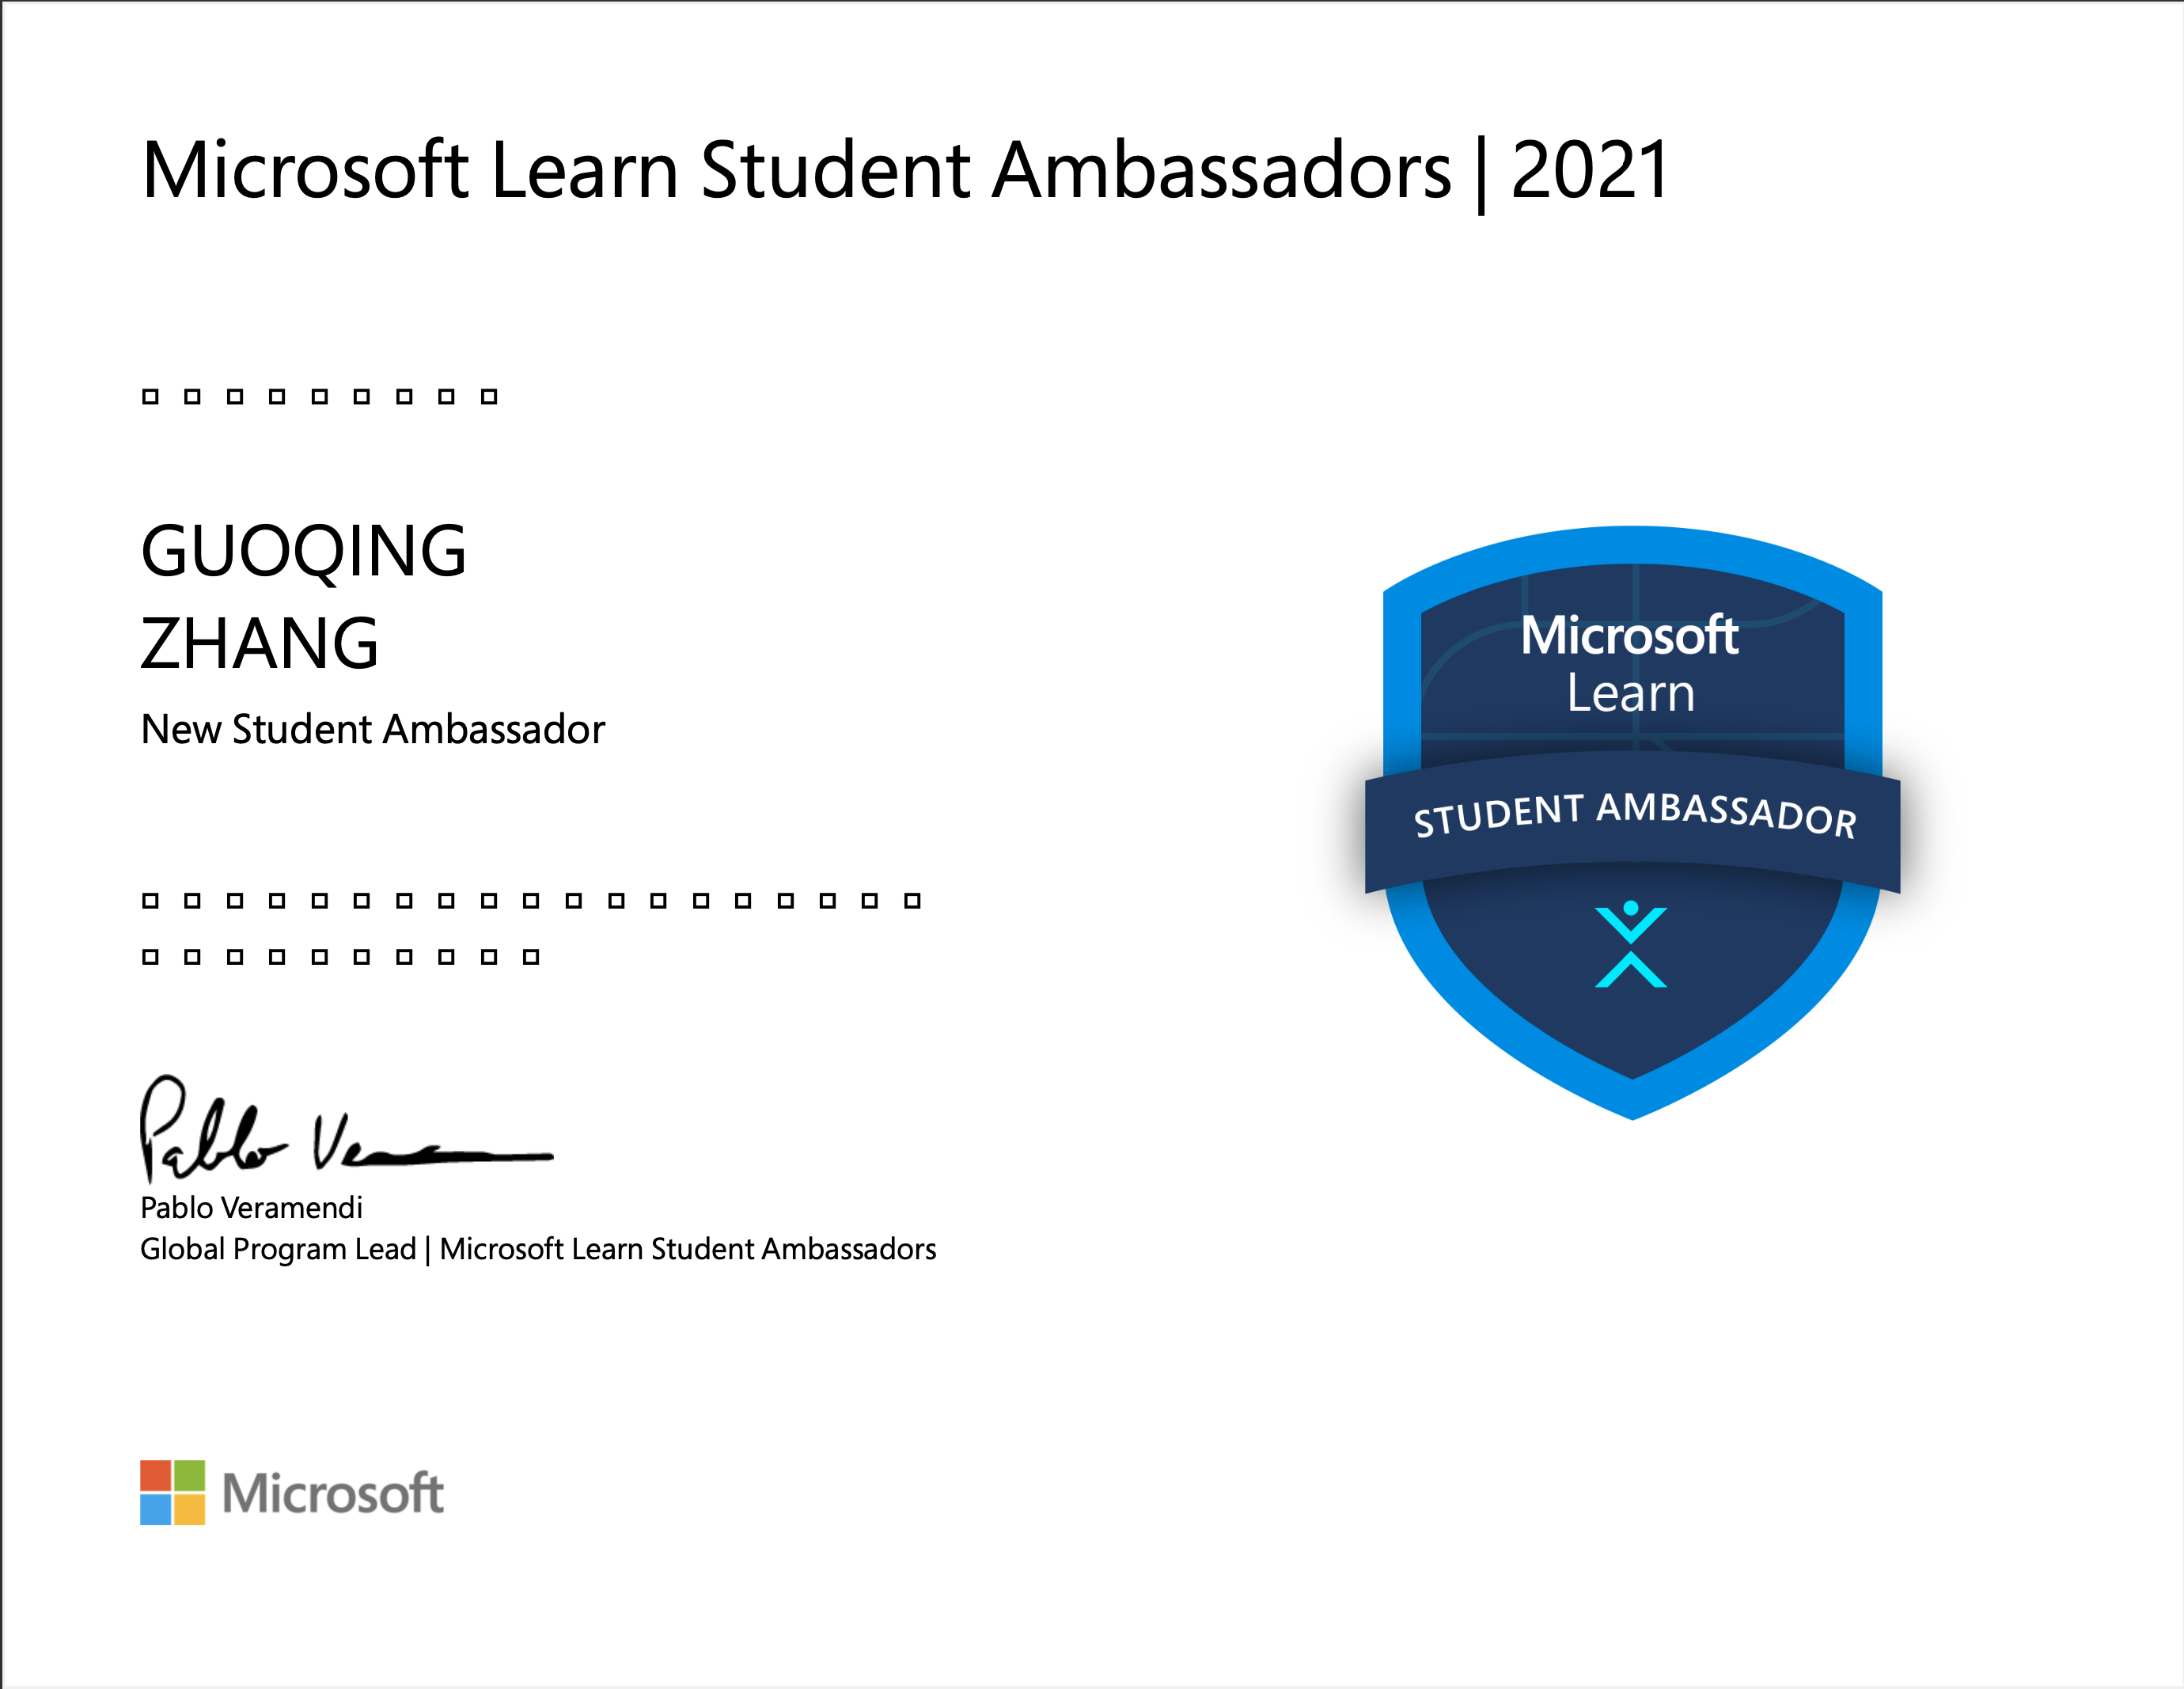 Microsoft Learn Student Ambassadors | 2021
GUOQING
ZHANG
New Student Ambassador
Microsoft
Learn
STUDENT AMBASSADOR
Pablo Veramendi
Global Program Lead | Microsoft Learn Student Ambassadors
Microsoft